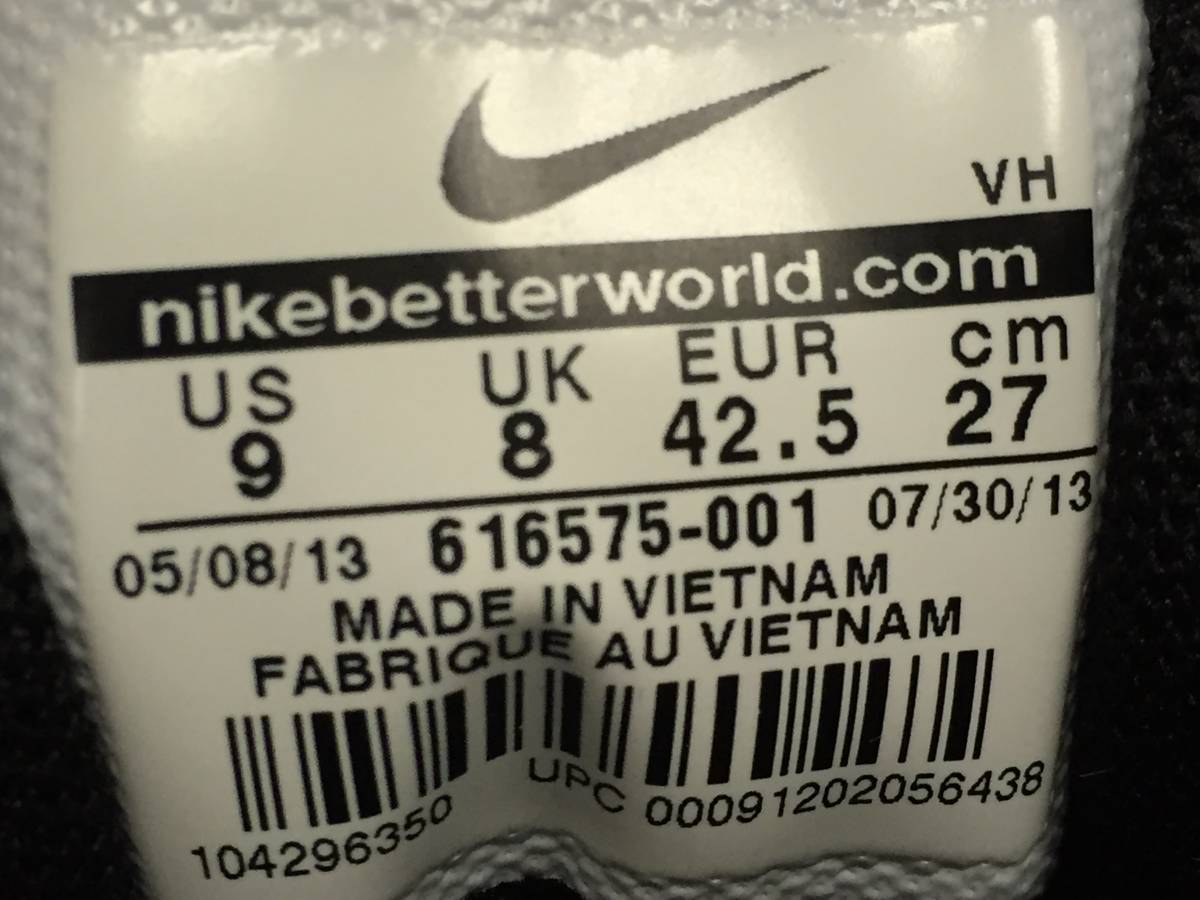 VH
nikebetterworld.com
US UK EUR cm
9 8 42.5 27
05/08/13 616575-001 07/30/13
MADE IN VIETNAM
FABRIQUE AU VIETNAM
UPC
104296350 00091202056438